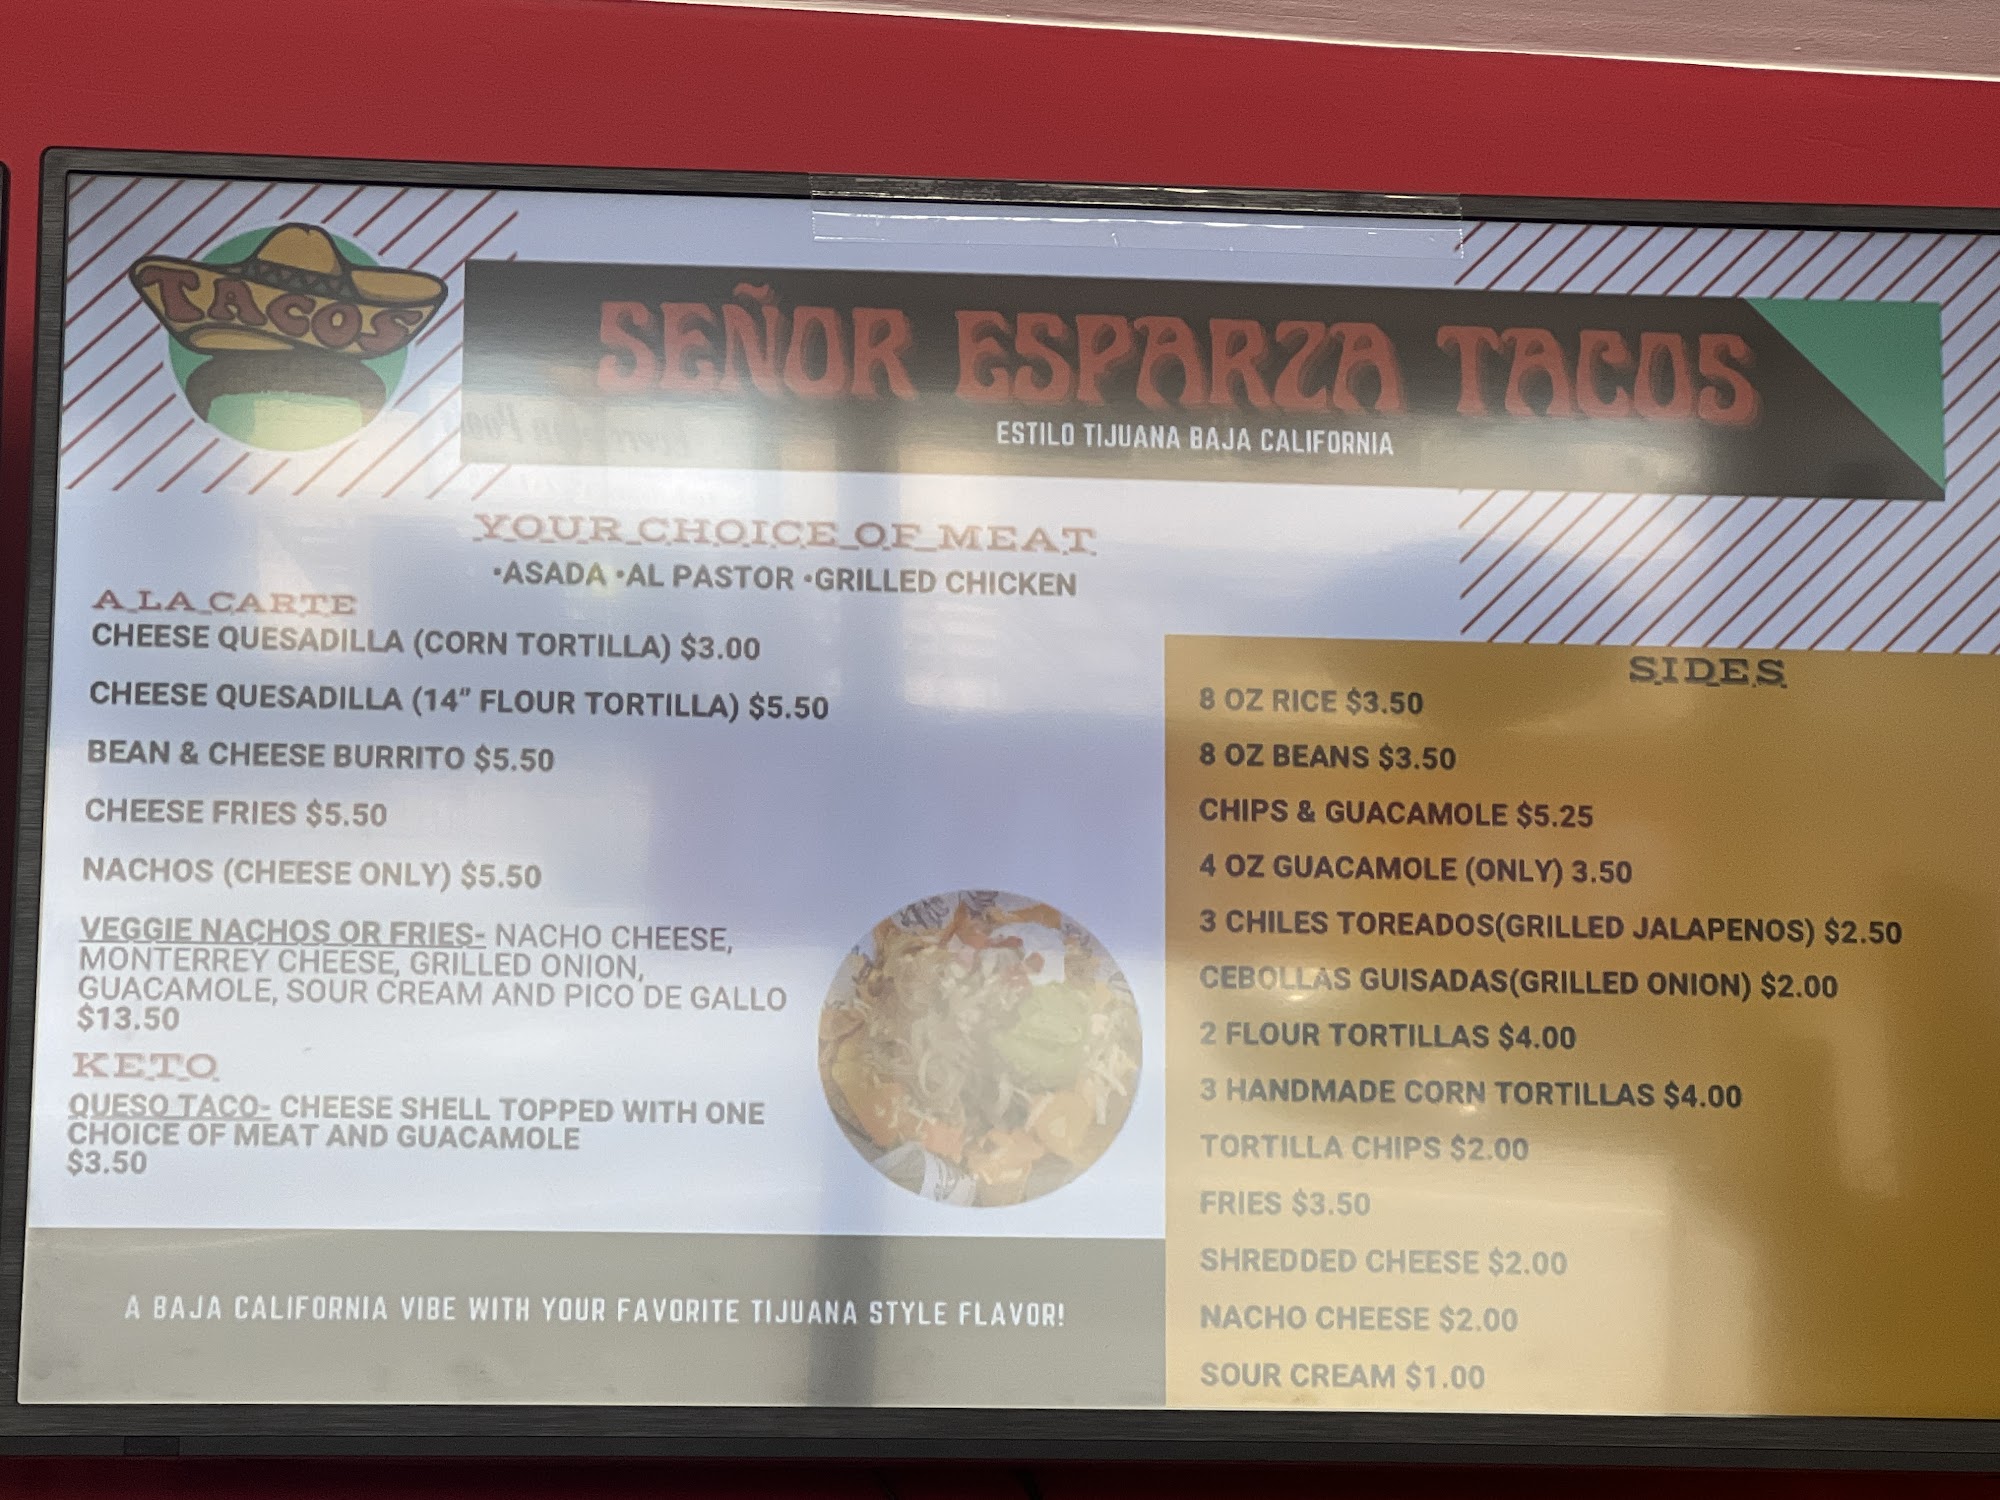 TACOS
SEÑOR ESPARZA TACOS
ESTILO TIJUANA BAJA CALIFORNIA
YOUR CHOICE OF MEAT
•ASADA •AL PASTOR •GRILLED CHICKEN
A LA CARTE
CHEESE QUESADILLA (CORN TORTILLA) $3.00
CHEESE QUESADILLA (14" FLOUR TORTILLA) $5.50
BEAN & CHEESE BURRITO $5.50
CHEESE FRIES $5.50
NACHOS (CHEESE ONLY) $5.50
VEGGIE NACHOS OR FRIES- NACHO CHEESE,
MONTERREY CHEESE, GRILLED ONION,
GUACAMOLE, SOUR CREAM AND PICO DE GALLO
$13.50
KETO
QUESO TACO- CHEESE SHELL TOPPED WITH ONE
CHOICE OF MEAT AND GUACAMOLE
$3.50
A BAJA CALIFORNIA VIBE WITH YOUR FAVORITE TIJUANA STYLE FLAVOR!
SIDES
8 OZ RICE $3.50
8 OZ BEANS $3.50
CHIPS & GUACAMOLE $5.25
4 OZ GUACAMOLE (ONLY) 3.50
3 CHILES TOREADOS(GRILLED JALAPENOS) $2.50
CEBOLLAS GUISADAS(GRILLED ONION) $2.00
2 FLOUR TORTILLAS $4.00
3 HANDMADE CORN TORTILLAS $4.00
TORTILLA CHIPS $2.00
FRIES $3.50
SHREDDED CHEESE $2.00
NACHO CHEESE $2.00
SOUR CREAM $1.00